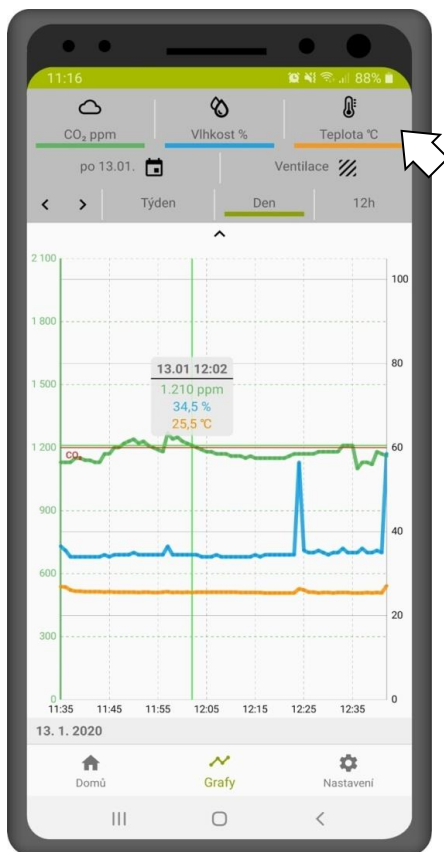 11:16 88%
CO₂ ppm Vlhkost % Teplota °C
po 13.01. Ventilace
Týden Den 12h
2 100
100
1 800
80
13.01 12:02
1 500
1.210 ppm
34,5 %
25,5 °C
1 200 60
CO₂
900
40
600
20
300
0 0
11:35 11:45 11:55 12:05 12:15 12:25 12:35
13. 1. 2020
Domů Grafy Nastavení